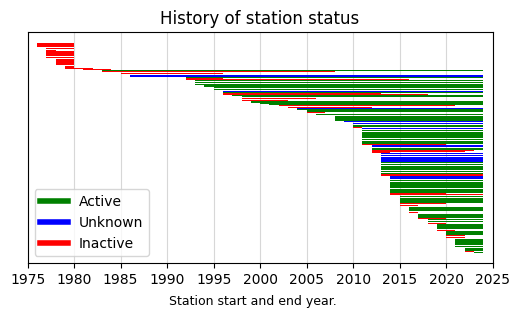 History of station status
Active
Unknown
Inactive
1975 1980 1985 1990 1995 2000 2005 2010 2015 2020 2025
Station start and end year.